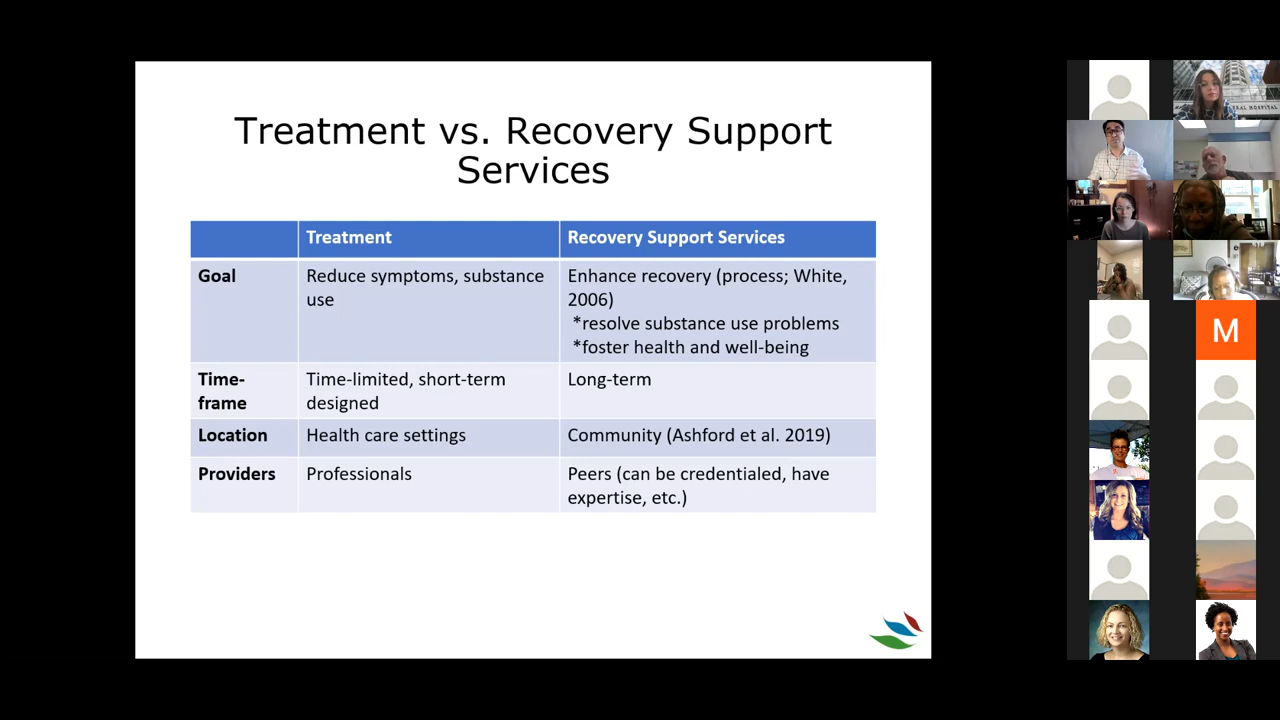 Treatment vs. Recovery Support
Services
Treatment
Recovery Support Services
Goal
Reduce symptoms, substance
use
Enhance recovery (process; White,
2006)
*resolve substance use problems
*foster health and well-being
Time-
frame
Time-limited, short-term
designed
Long-term
Location
Health care settings
Community (Ashford et al. 2019)
Providers
Professionals
Peers (can be credentialed, have
expertise, etc.)
HOSPITAL
M